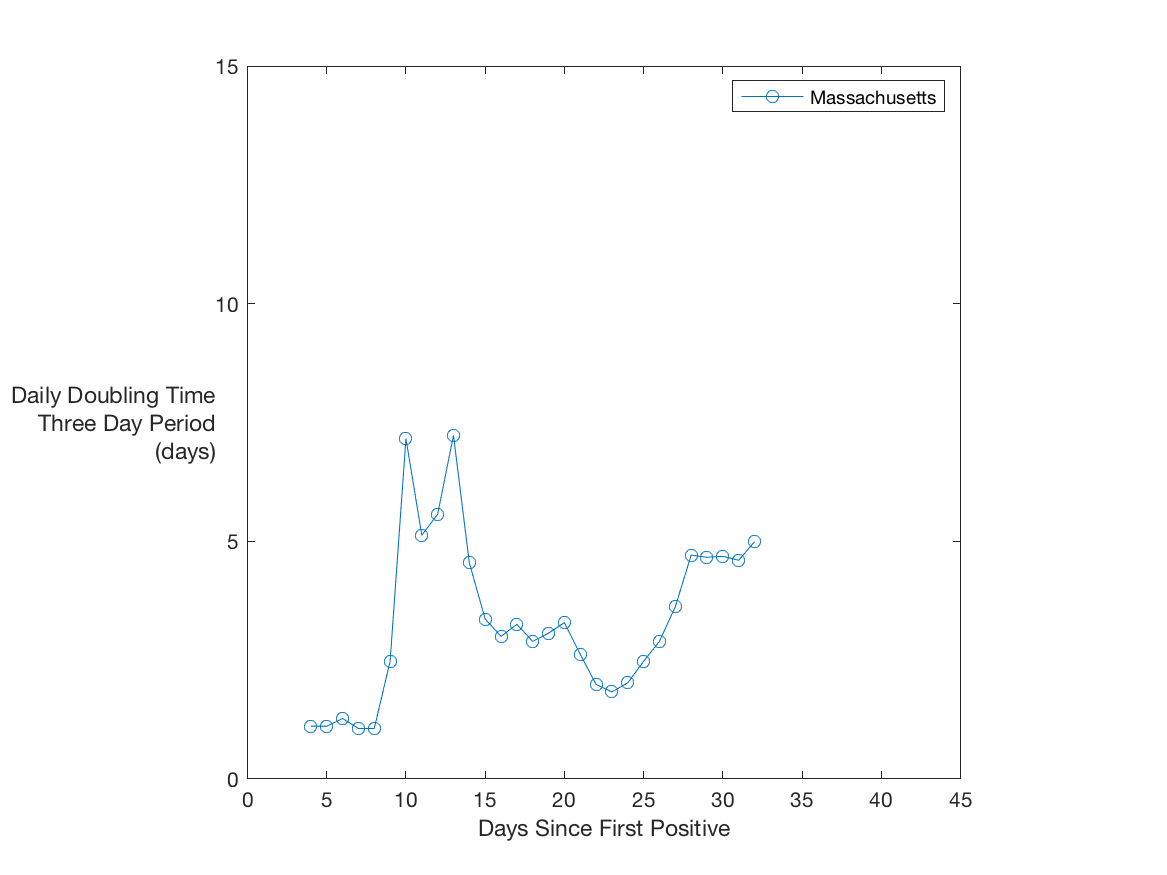 15
Massachusetts
10
Daily Doubling Time
Three Day Period
(days)
5
0
0 5 10 15 20 25 30 35 40 45
Days Since First Positive